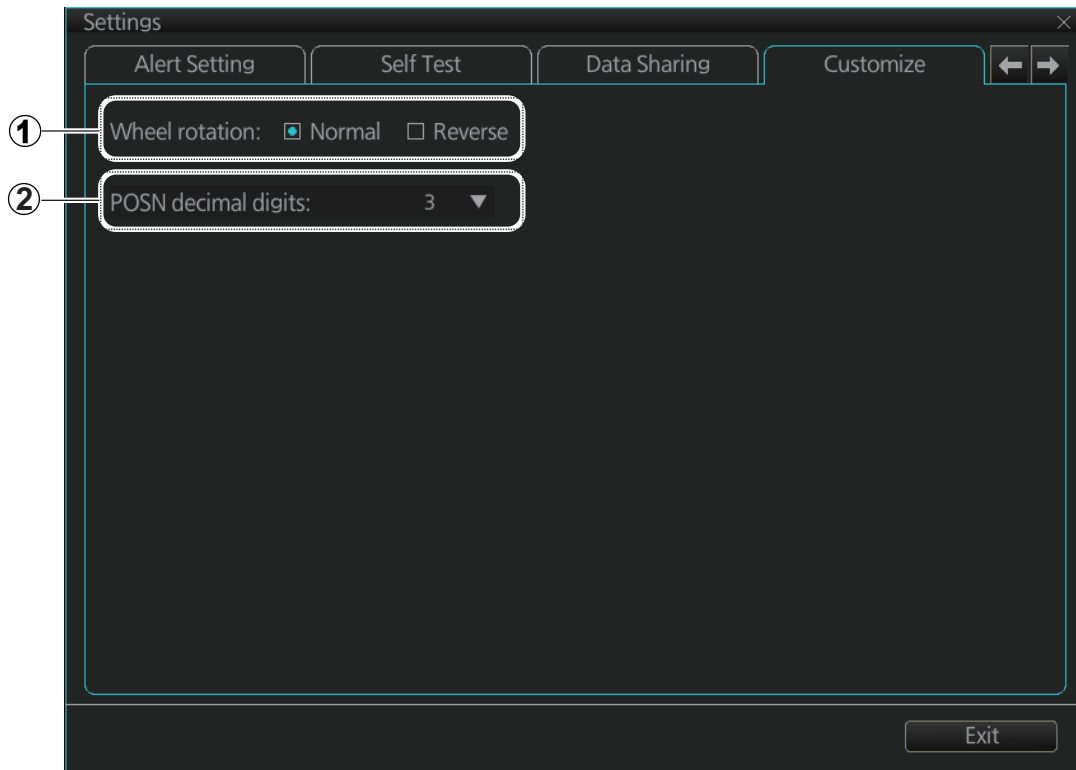 Settings
Alert Setting Self Test Data Sharing Customize
1 Wheel rotation: Normal Reverse
2 POSN decimal digits: 3
Exit